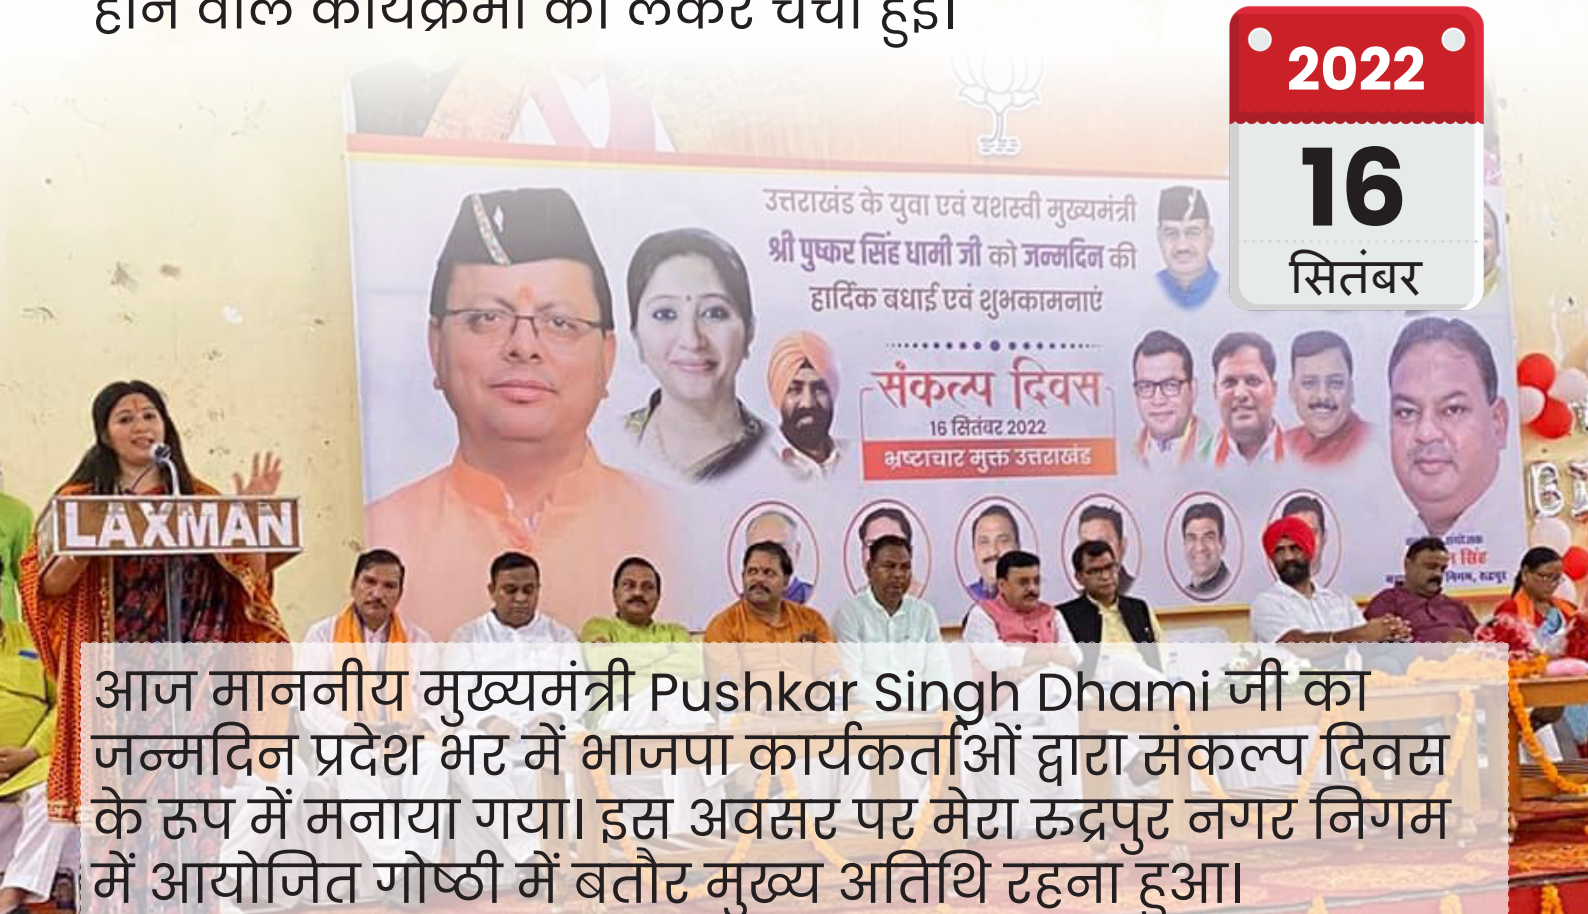 होने वाले कार्यक्रमों को लेकर चर्चा हुई।
2022
16
सितंबर
उत्तराखंड के युवा एवं यशस्वी मुख्यमंत्री
श्री पुष्कर सिंह धामी जी को जन्मदिन की
हार्दिक बधाई एवं शुभकामनाएं
संकल्प दिवस
16 सितंबर 2022
भ्रष्टाचार मुक्त उत्तराखंड
सिंह
निगम, रुद्रपुर
LAXMAN
आज माननीय मुख्यमंत्री Pushkar Singh Dhami जी का
जन्मदिन प्रदेश भर में भाजपा कार्यकर्ताओं द्वारा संकल्प दिवस
के रूप में मनाया गया। इस अवसर पर मेरा रुद्रपुर नगर निगम
में आयोजित गोष्ठी में बतौर मुख्य अतिथि रहना हुआ।